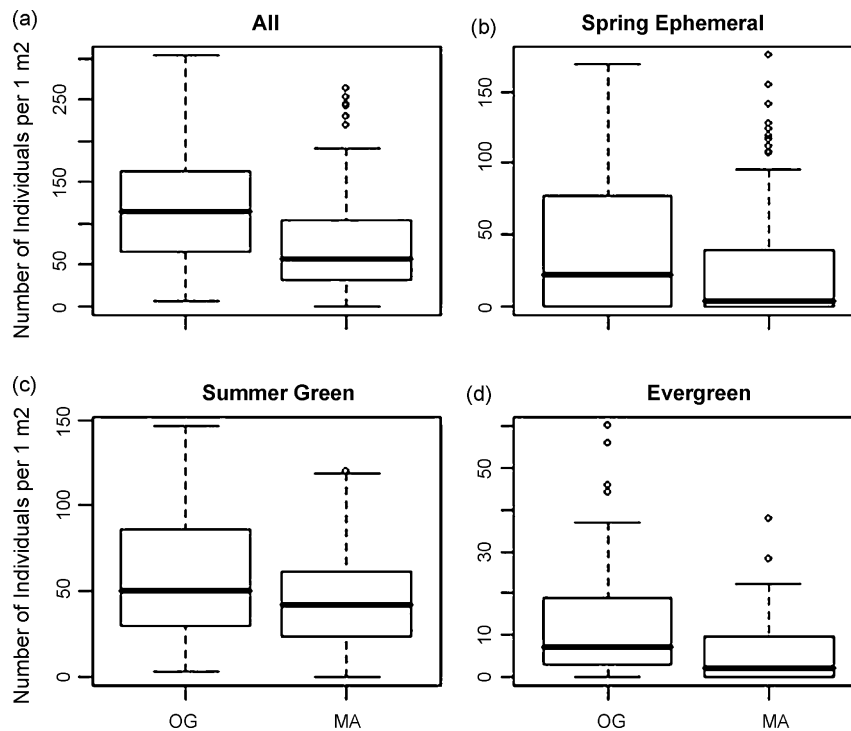 (a)
All
Number of Individuals per 1 m2
250
150
50
0
(b)
Spring Ephemeral
150
100
50
0
(c)
Summer Green
Number of Individuals per 1 m2
150
100
50
0
OG
MA
(d)
Evergreen
50
30
10
0
OG
MA